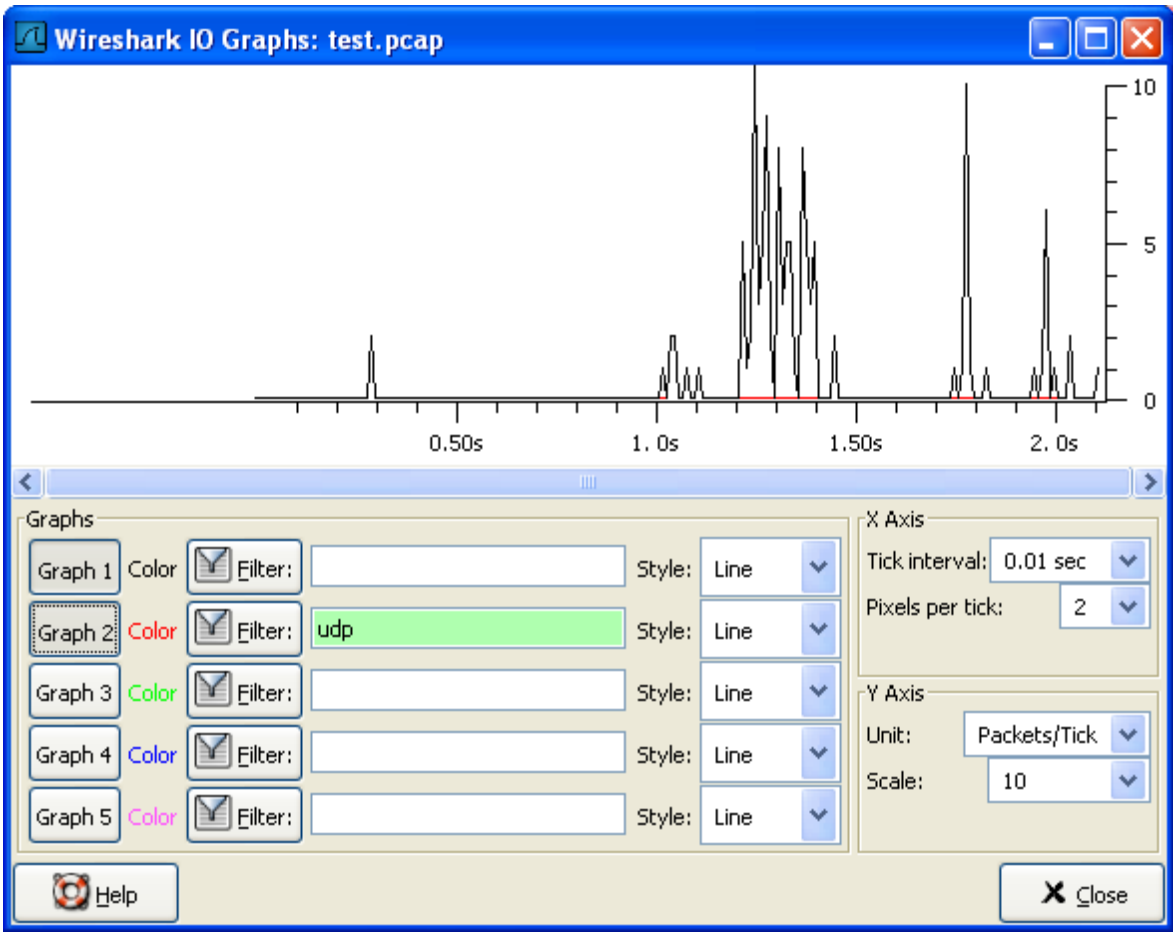 Wireshark IO Graphs: test.pcap
10
5
0
0.50s 1. 0s 1.50s 2. 0s
Graphs
Graph 1 Color Filter: Style: Line
Graph 2 Color Filter: udp Style: Line
Graph 3 Color Filter: Style: Line
Graph 4 Color Filter: Style: Line
Graph 5 Color Filter: Style: Line
X Axis
Tick interval: 0.01 sec
Pixels per tick: 2
Y Axis
Unit: Packets/Tick
Scale: 10
Help Close